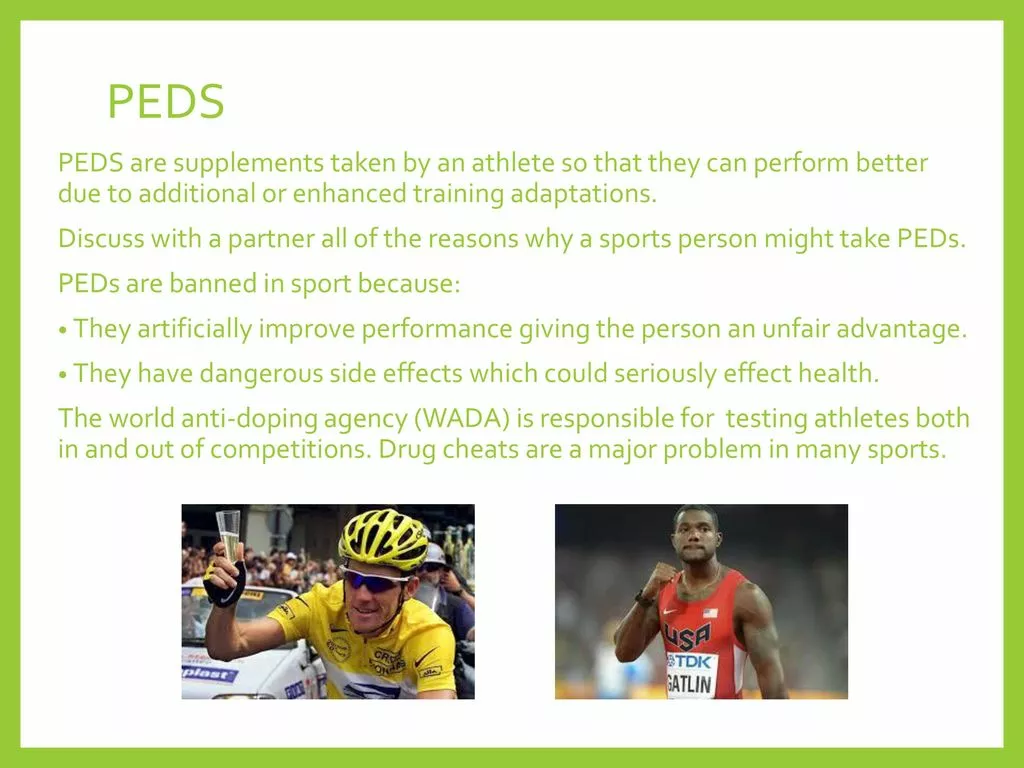 PEDS
PEDS are supplements taken by an athlete so that they can perform better
due to additional or enhanced training adaptations.
Discuss with a partner all of the reasons why a sports person might take PEDs.
PEDs are banned in sport because:
• They artificially improve performance giving the person an unfair advantage.
• They have dangerous side effects which could seriously effect health.
The world anti-doping agency (WADA) is responsible for  testing athletes both
in and out of competitions. Drug cheats are a major problem in many sports.
USA
TDK
GATLIN